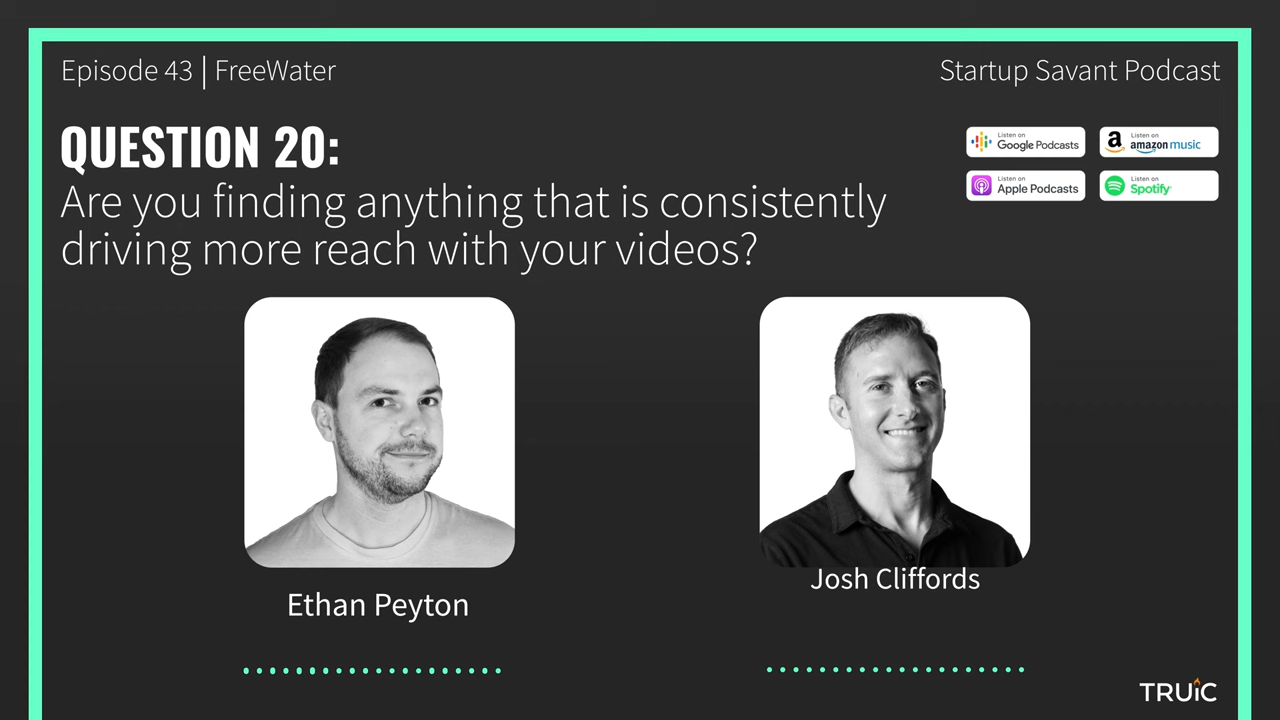 Episode 43 | FreeWater
Startup Savant Podcast
QUESTION 20:
Are you finding anything that is consistently
driving more reach with your videos?
Listen on
Google Podcasts
Listen on
amazon music
Listen on
Apple Podcasts
Listen on
Spotify
Ethan Peyton
Josh Cliffords
TRUiC